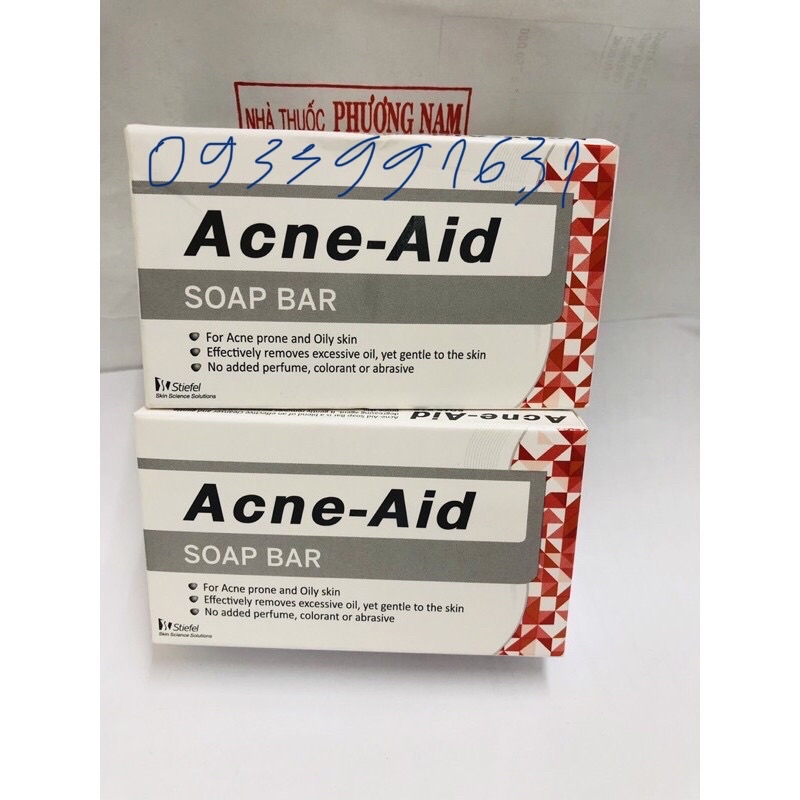 NHÀ THUỐC PHƯƠNG NAM
0935991631
Acne-Aid
SOAP BAR
For Acne prone and Oily skin
Effectively removes excessive oil, yet gentle to the skin
No added perfume, colorant or abrasive
Stiefel
Skin Science Solutions
Acne-Aid
Acne-Aid
SOAP BAR
For Acne prone and Oily skin
Effectively removes excessive oil, yet gentle to the skin
No added perfume, colorant or abrasive
Stiefel
Skin Science Solutions